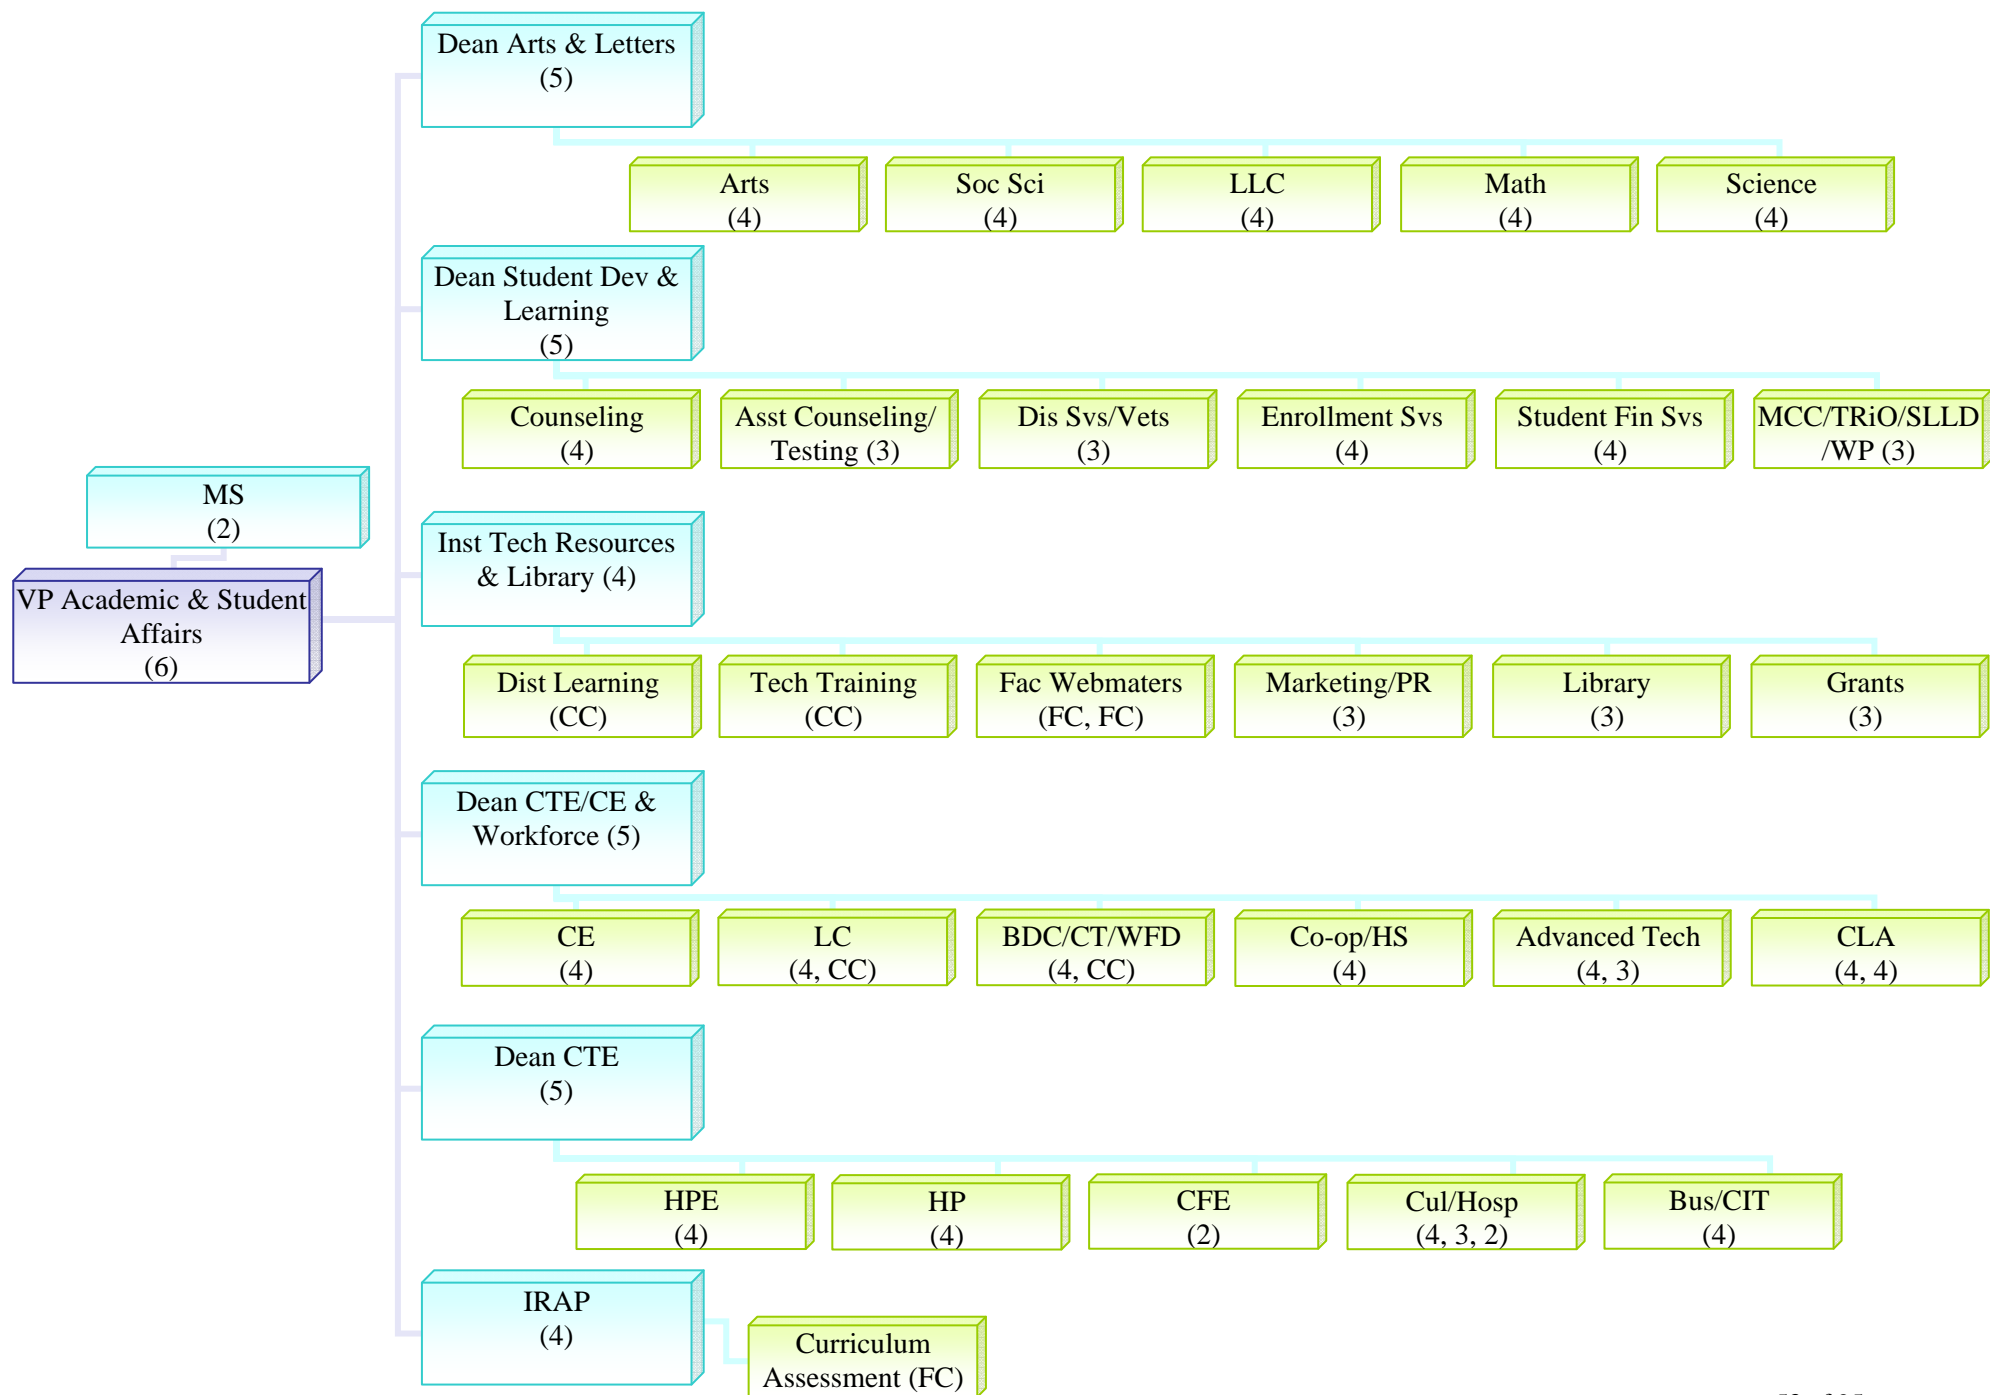 Dean Arts & Letters
(5)
Arts
(4)
Soc Sci
(4)
LLC
(4)
Math
(4)
Science
(4)
Dean Student Dev &
Learning
(5)
Counseling
(4)
Asst Counseling/
Testing (3)
Dis Svs/Vets
(3)
Enrollment Svs
(4)
Student Fin Svs
(4)
MCC/TRiO/SLLD
/WP (3)
MS
(2)
VP Academic & Student
Affairs
(6)
Inst Tech Resources
& Library (4)
Dist Learning
(CC)
Tech Training
(CC)
Fac Webmaters
(FC, FC)
Marketing/PR
(3)
Library
(3)
Grants
(3)
Dean CTE/CE &
Workforce (5)
CE
(4)
LC
(4, CC)
BDC/CT/WFD
(4, CC)
Co-op/HS
(4)
Advanced Tech
(4, 3)
CLA
(4, 4)
Dean CTE
(5)
HPE
(4)
HP
(4)
CFE
(2)
Cul/Hosp
(4, 3, 2)
Bus/CIT
(4)
IRAP
(4)
Curriculum
Assessment (FC)